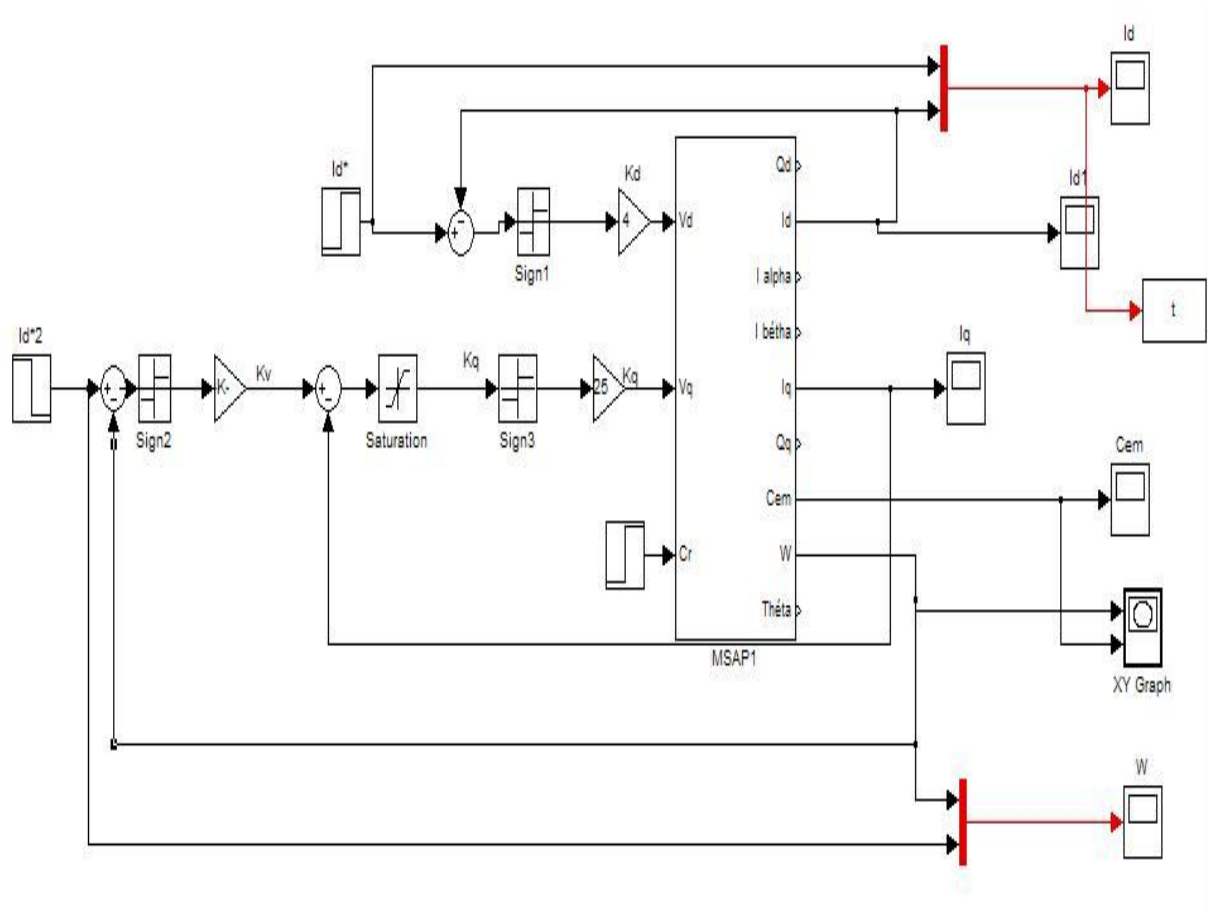 Id
Id*
Kd
4
Sign1
Qd
Vd
Id
Id1
I alpha
t
I bétha
Id*2
Iq
K-
Kv
Kq
25
Kq
Vq
Iq
Sign2
Saturation
Sign3
Qq
Cem
Cem
Cr
W
Théta
MSAP1
XY Graph
W